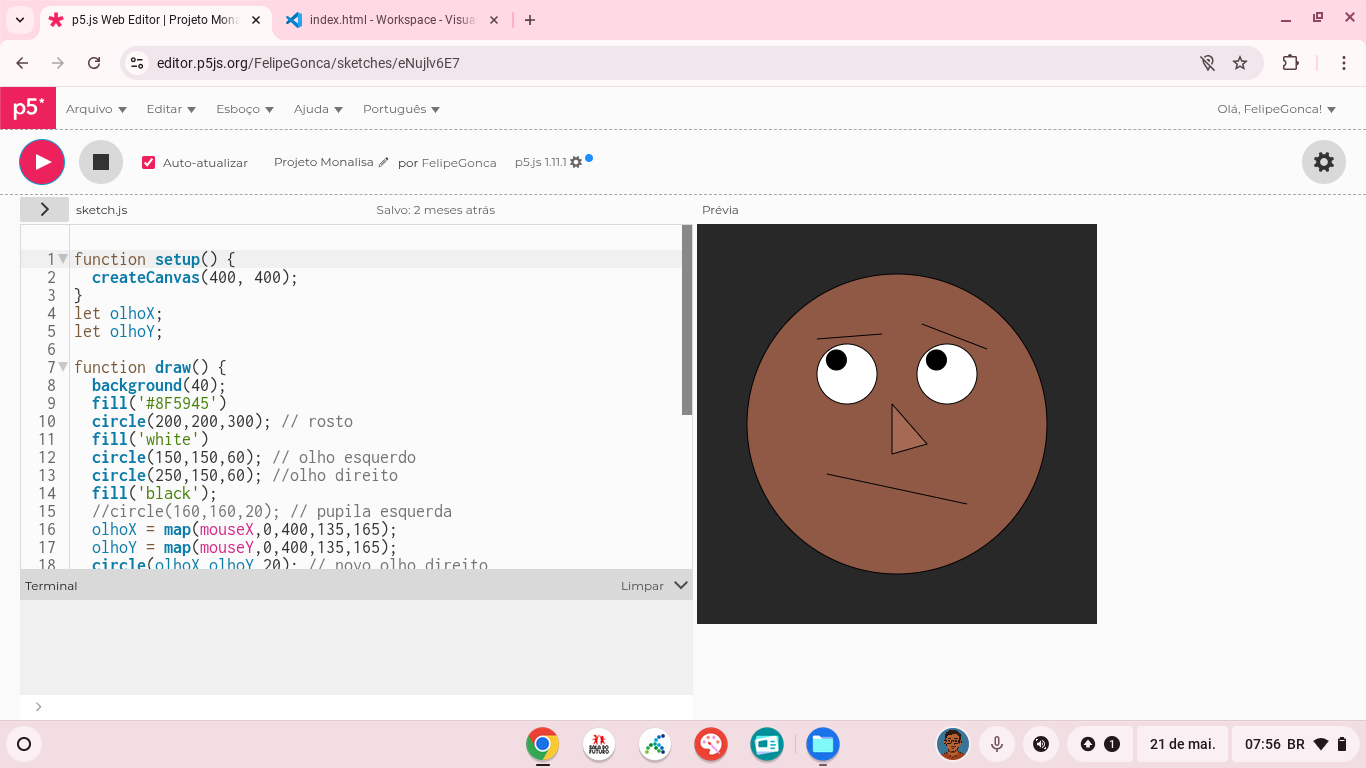 p5.js Web Editor | Projeto Mona
index.html - Workspace - Visua
editor.p5js.org/FelipeGonca/sketches/eNujlv6E7
p5*
Arquivo
Editar
Esboço
Ajuda
Português
Olá, FelipeGonca!
Auto-atualizar
Projeto Monalisa
por FelipeGonca
p5.js 1.11.1
sketch.js
Salvo: 2 meses atrás
Prévia
1 function setup() {
2 createCanvas(400, 400);
3 }
4 let olhoX;
5 let olhoY;
6
7 function draw() {
8 background(40);
9 fill('#8F5945')
10 circle(200,200,300); // rosto
11 fill('white')
12 circle(150,150,60); // olho esquerdo
13 circle(250,150,60); //olho direito
14 fill('black');
15 //circle(160,160,20); // pupila esquerda
16 olhoX = map(mouseX,0,400,135,165);
17 olhoY = map(mouseY,0,400,135,165);
18 circle(olhoX,olhoY,20); // novo olho direito
Terminal
Limpar
>
SALA DO FUTURO
1
21 de mai.
07:56 BR